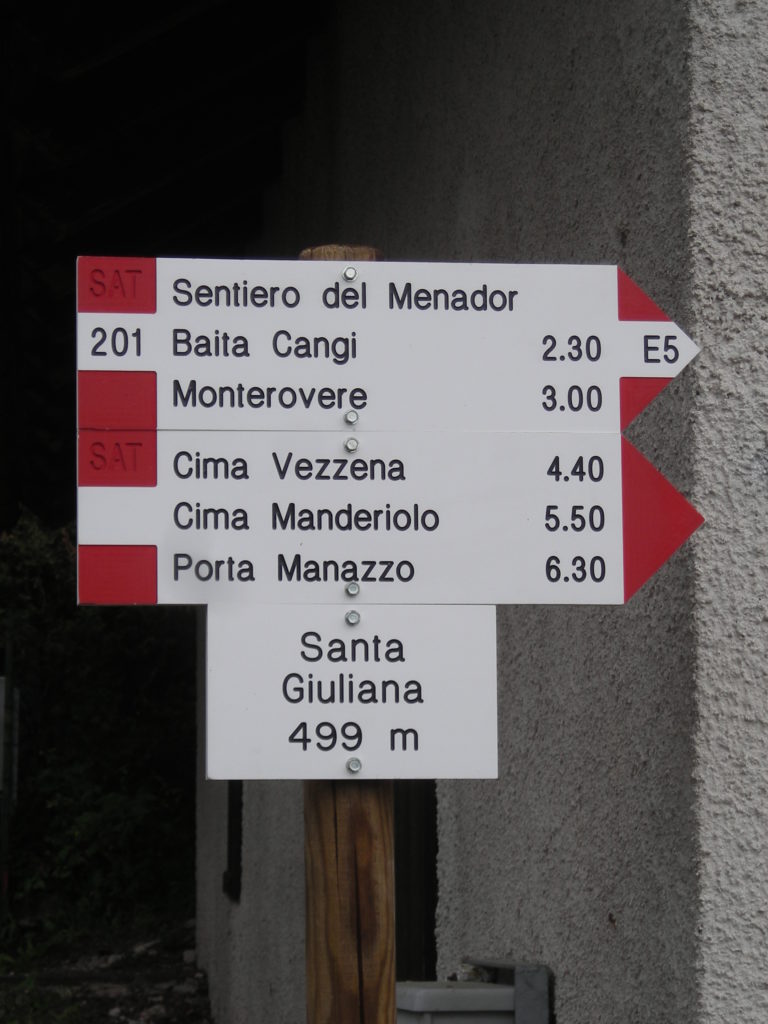 SAT Sentiero del Menador
201 Baita Cangi 2.30 E5
Monterovere 3.00
SAT Cima Vezzena 4.40
Cima Manderiolo 5.50
Porta Manazzo 6.30
Santa
Giuliana
499 m